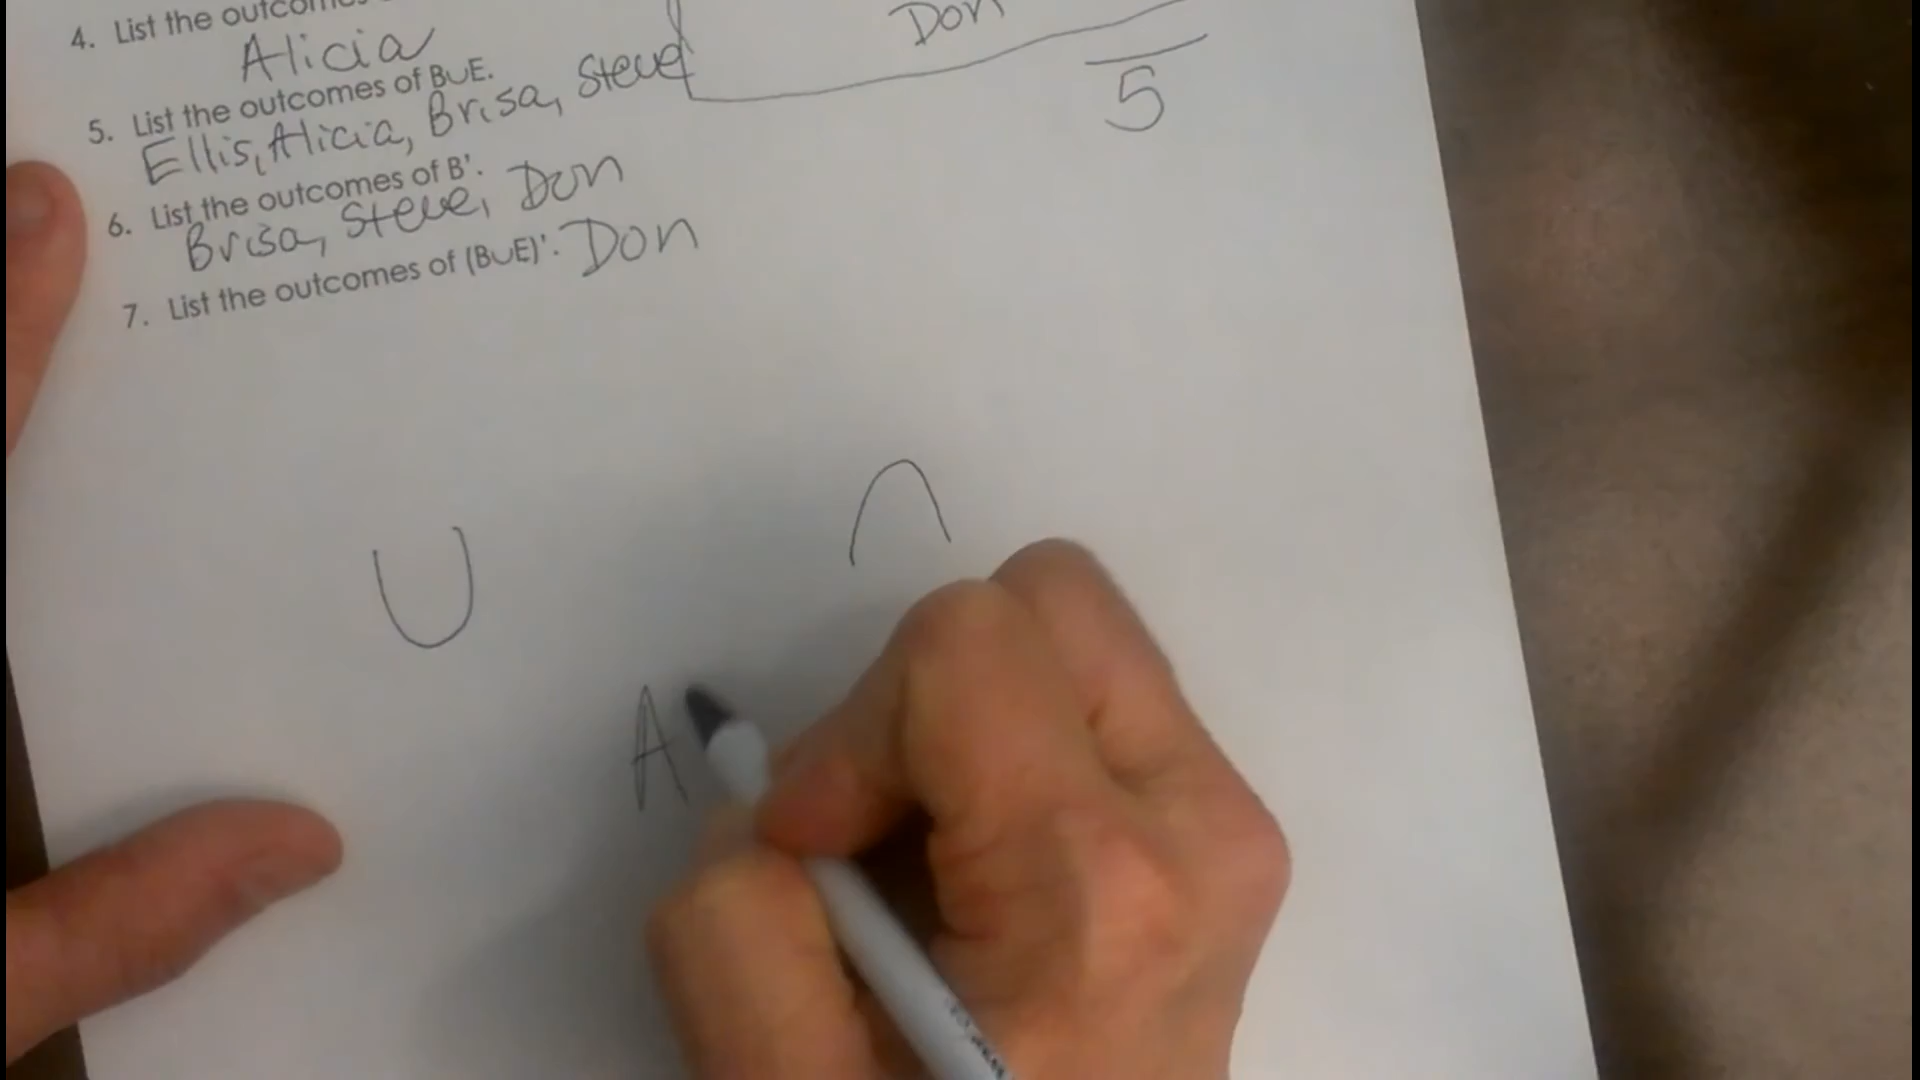 4. List the
Alicia
Don
5
5. List the outcomes of B∪E.
Ellis, Alicia, Brisa, Steve
6. List the outcomes of B'.
Brisa, Steve, Don
7. List the outcomes of (B∪E)'. Don
∪
∩
A